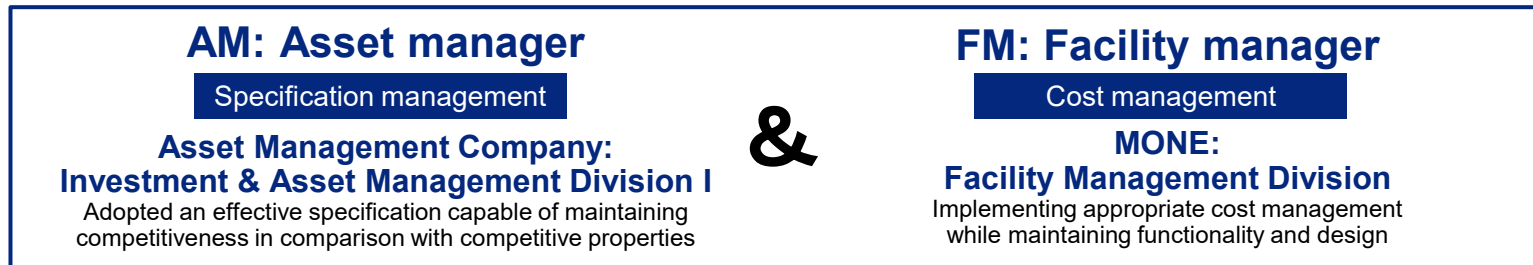 AM: Asset manager
Specification management
Asset Management Company:
Investment & Asset Management Division I
Adopted an effective specification capable of maintaining
competitiveness in comparison with competitive properties
&
FM: Facility manager
Cost management
MONE:
Facility Management Division
Implementing appropriate cost management
while maintaining functionality and design